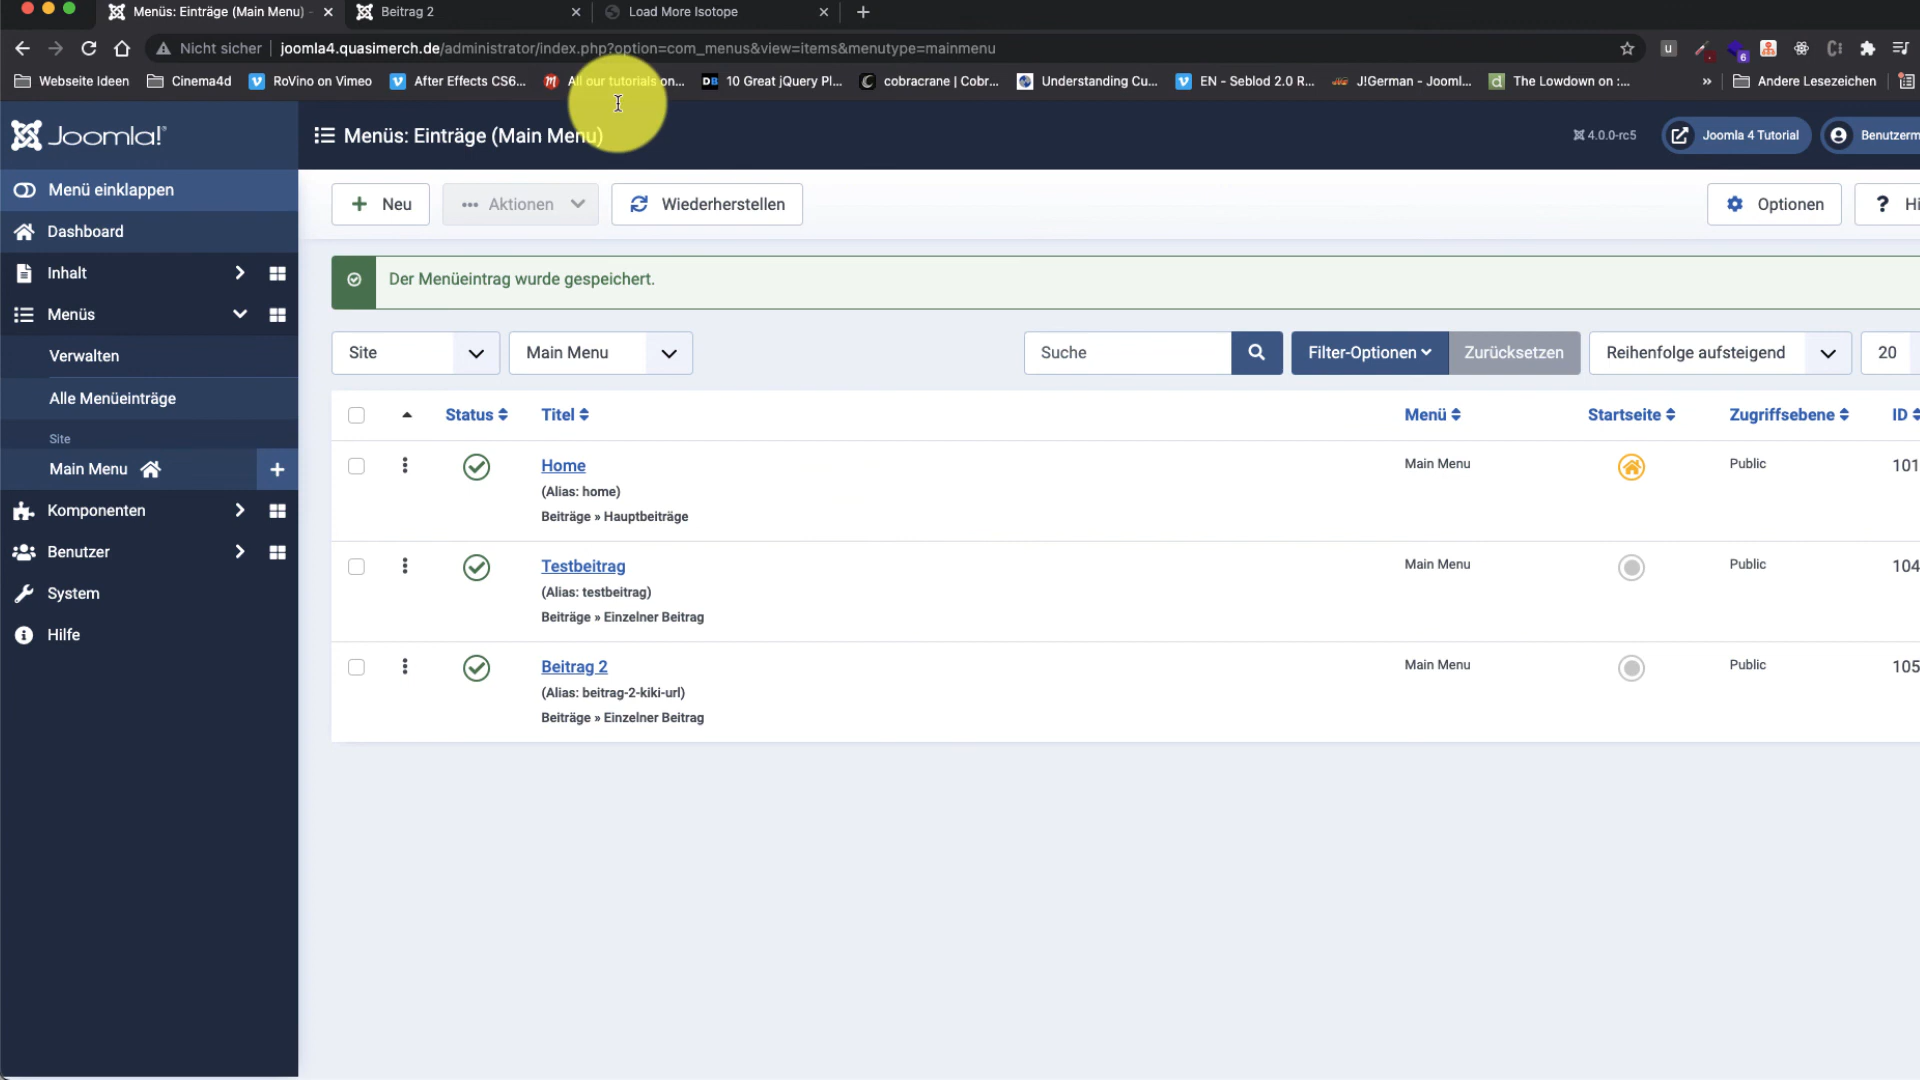 Menüs: Einträge (Main Menu) -
Beitrag 2
Load More Isotope
Nicht sicher
joomla4.quasimerch.de/administrator/index.php?option=com_menus&view=items&menutype=mainmenu
Webseite Ideen
Cinema4d
RoVino on Vimeo
After Effects CS6...
All our tutorials on...
10 Great jQuery Pl...
cobracrane | Cobr...
Understanding Cu...
EN - Seblod 2.0 R...
J!German - Jooml...
The Lowdown on :...
»
Andere Lesezeichen
Joomla!
Menüs: Einträge (Main Menu)
4.0.0-rc5
Joomla 4 Tutorial
Benutzerm
Menü einklappen
Dashboard
Inhalt
Menüs
Verwalten
Alle Menüeinträge
Site
Main Menu
Komponenten
Benutzer
System
Hilfe
Neu
Aktionen
Wiederherstellen
Optionen
? Hi
Der Menüeintrag wurde gespeichert.
Site
Main Menu
Suche
Filter-Optionen
Zurücksetzen
Reihenfolge aufsteigend
20
Status
Titel
Menü
Startseite
Zugriffsebene
ID
Home
Main Menu
Public
101
(Alias: home)
Beiträge » Hauptbeiträge
Testbeitrag
Main Menu
Public
104
(Alias: testbeitrag)
Beiträge » Einzelner Beitrag
Beitrag 2
Main Menu
Public
105
(Alias: beitrag-2-kiki-url)
Beiträge » Einzelner Beitrag